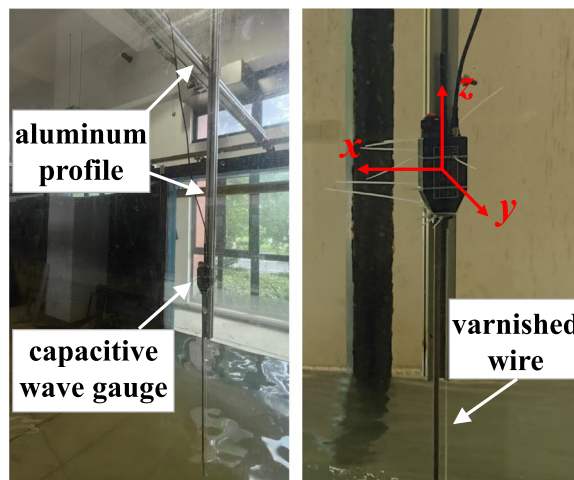 aluminum
profile
capacitive
wave gauge
z
x
y
varnished
wire